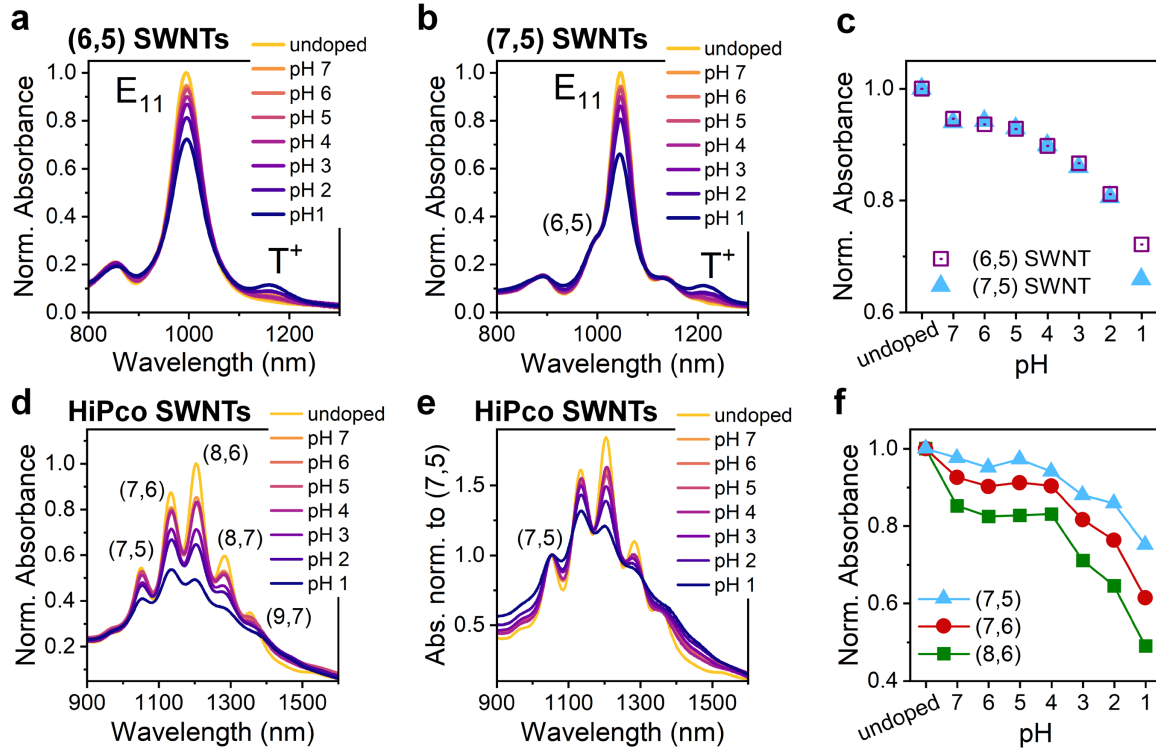 a
(6,5) SWNTs
undoped
pH 7
pH 6
pH 5
pH 4
pH 3
pH 2
pH1
E11
T+
1.0
0.8
0.6
0.4
0.2
0.0
Norm. Absorbance
800
1000
1200
Wavelength (nm)
b
(7,5) SWNTs
undoped
pH 7
pH 6
pH 5
pH 4
pH 3
pH 2
pH 1
E11
(6,5)
T+
1.0
0.8
0.6
0.4
0.2
0.0
Norm. Absorbance
800
1000
1200
Wavelength (nm)
c
1.0
0.8
0.6
Norm. Absorbance
(6,5) SWNT
(7,5) SWNT
undoped
7
6
5
4
3
2
1
pH
d
HiPco SWNTs
undoped
pH 7
pH 6
pH 5
pH 4
pH 3
pH 2
pH 1
(8,6)
(7,6)
(7,5)
(8,7)
(9,7)
1.0
0.8
0.6
0.4
0.2
Norm. Absorbance
900
1100
1300
1500
Wavelength (nm)
e
HiPco SWNTs
undoped
pH 7
pH 6
pH 5
pH 4
pH 3
pH 2
pH 1
(7,5)
1.5
1.0
0.5
Abs. norm. to (7,5)
900
1100
1300
1500
Wavelength (nm)
f
1.0
0.8
0.6
0.4
Norm. Absorbance
(7,5)
(7,6)
(8,6)
undoped
7
6
5
4
3
2
1
pH